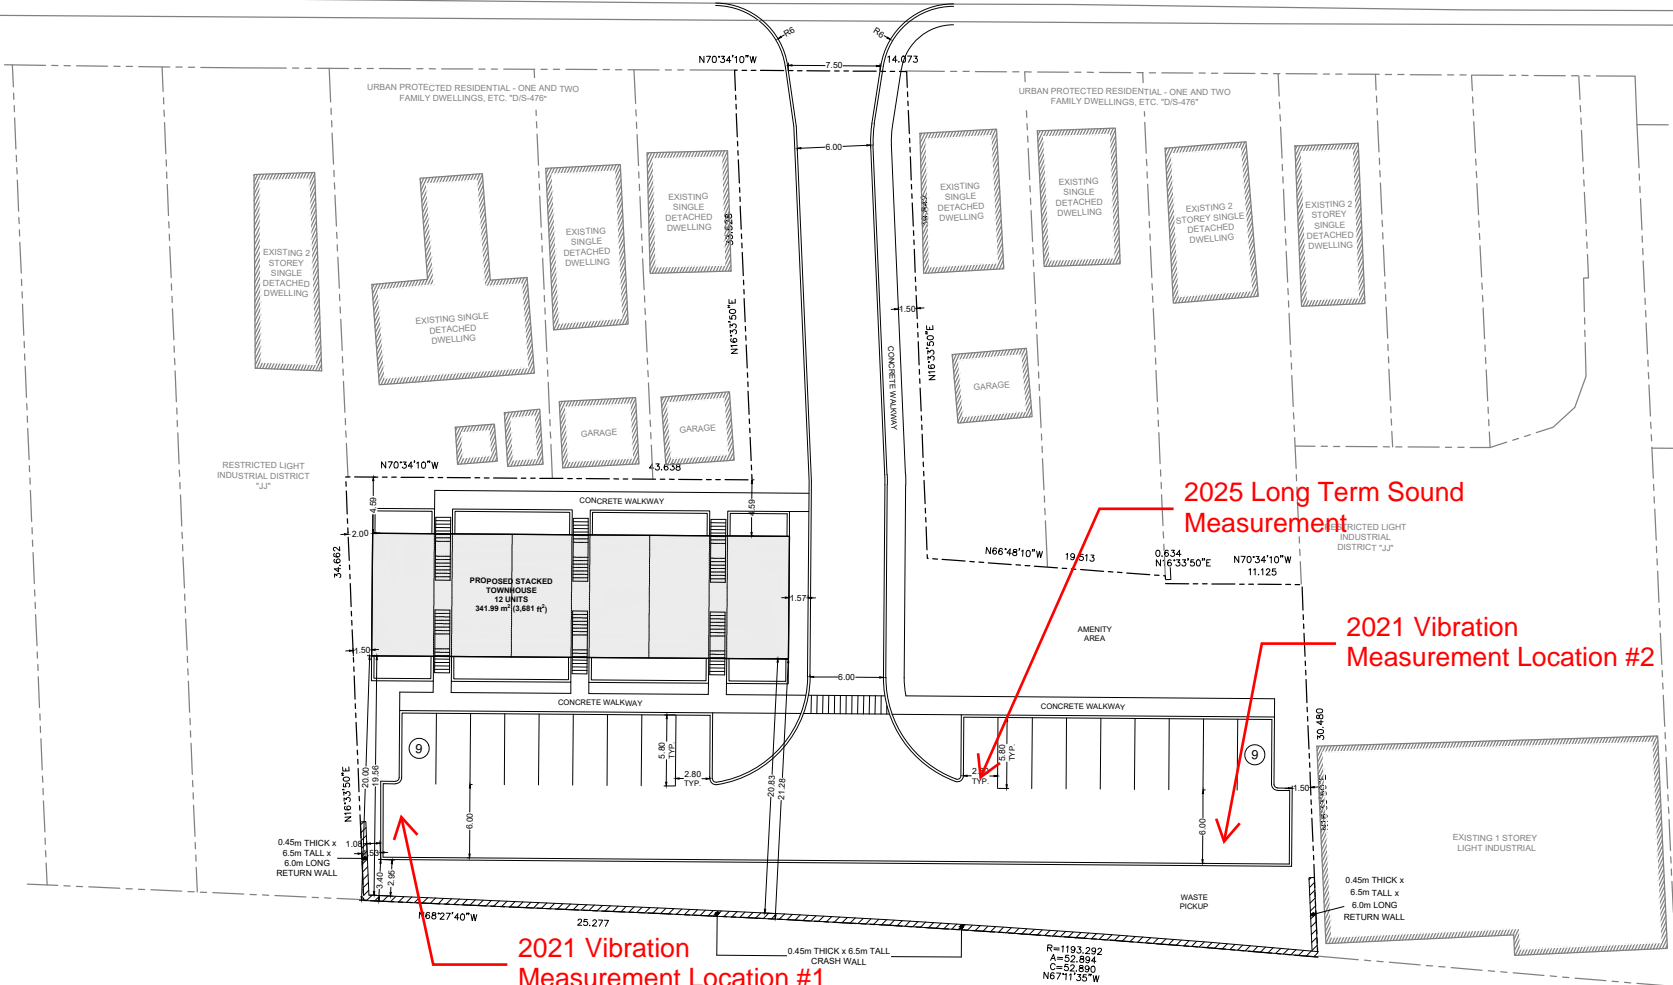 R6
R6
N70°34'10"W
7.50
14.073
URBAN PROTECTED RESIDENTIAL - ONE AND TWO
FAMILY DWELLINGS, ETC. "D/S-476"
URBAN PROTECTED RESIDENTIAL - ONE AND TWO
FAMILY DWELLINGS, ETC. "D/S-476"
6.00
EXISTING 2
STOREY
SINGLE
DETACHED
DWELLING
EXISTING SINGLE
DETACHED
DWELLING
EXISTING
SINGLE
DETACHED
DWELLING
EXISTING
SINGLE
DETACHED
DWELLING
33.528
EXISTING
SINGLE
DETACHED
DWELLING
EXISTING
SINGLE
DETACHED
DWELLING
EXISTING 2
STOREY SINGLE
DETACHED
DWELLING
EXISTING 2
STOREY
SINGLE
DETACHED
DWELLING
N16°33'50"E
1.50
N16°33'50"E
CONCRETE WALKWAY
GARAGE
GARAGE
GARAGE
RESTRICTED LIGHT
INDUSTRIAL DISTRICT
"JJ"
N70°34'10"W
43.638
4.59
CONCRETE WALKWAY
4.59
2.00
34.662
PROPOSED STACKED
TOWNHOUSE
12 UNITS
341.99 m² (3,681 ft²)
1.57
1.50
2025 Long Term Sound
Measurement
RESTRICTED LIGHT
INDUSTRIAL
DISTRICT "JJ"
N66°48'10"W
19.513
0.634
N16°33'50"E
N70°34'10"W
11.125
AMENITY
AREA
2021 Vibration
Measurement Location #2
6.00
CONCRETE WALKWAY
CONCRETE WALKWAY
30.480
9
5.80
TYP.
2.80
TYP.
5.80
TYP.
TYP.
9
N16°33'50"E
20.00
19.56
6.00
20.83
21.28
6.00
1.50
N16°33'50"E
EXISTING 1 STOREY
LIGHT INDUSTRIAL
0.45m THICK x
6.5m TALL x
6.0m LONG
RETURN WALL
1.08
3.40
2.95
WASTE
PICKUP
0.45m THICK x
6.5m TALL x
6.0m LONG
RETURN WALL
N68°27'40"W
25.277
0.45m THICK x 6.5m TALL
CRASH WALL
R=1193.292
A=52.894
C=52.890
N67°11'35"W
2021 Vibration
Measurement Location #1